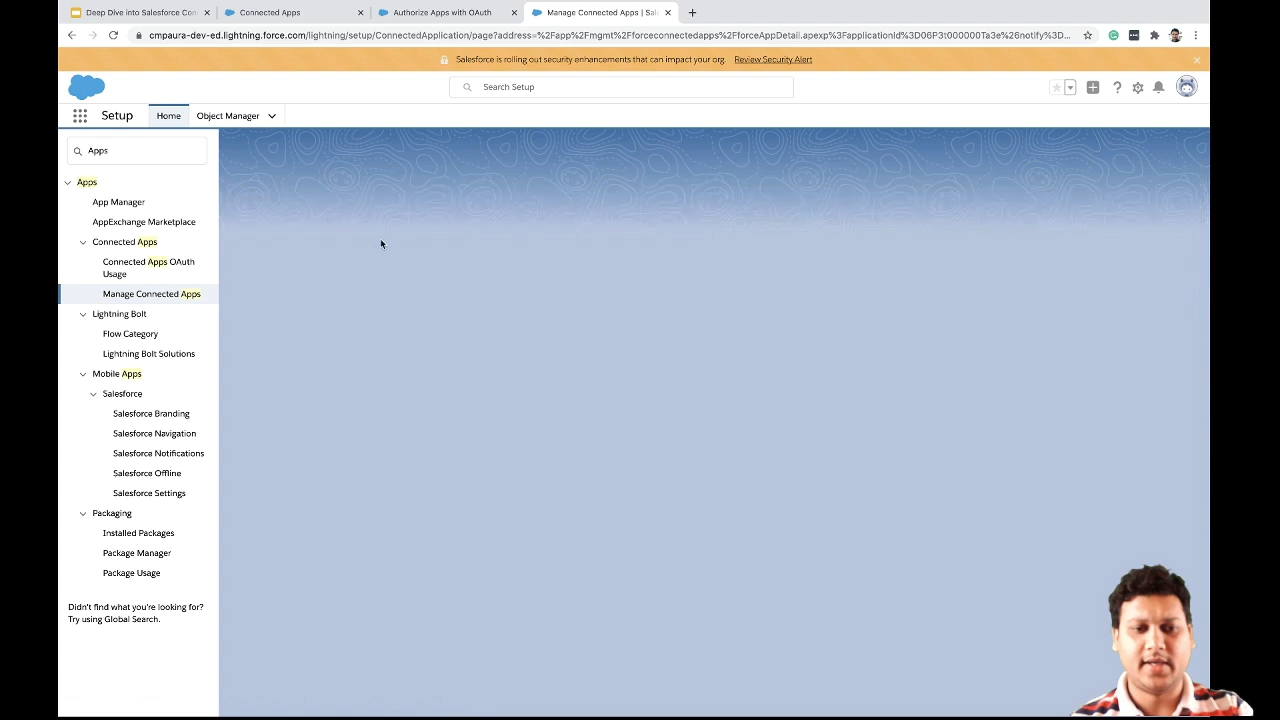 Deep Dive into Salesforce Con
Connected Apps
Authorize Apps with OAuth
Manage Connected Apps | Sal
cmpaura-dev-ed.lightning.force.com/lightning/setup/ConnectedApplication/page?address=%2Fapp%2Fmgmt%2Fforceconnectedapps%2FforceAppDetail.apexp%3FapplicationId%3D06P3t000000Ta3e%26notify%3D...
Salesforce is rolling out security enhancements that can impact your org. Review Security Alert
Search Setup
Setup
Home
Object Manager
Apps
Apps
App Manager
AppExchange Marketplace
Connected Apps
Connected Apps OAuth
Usage
Manage Connected Apps
Lightning Bolt
Flow Category
Lightning Bolt Solutions
Mobile Apps
Salesforce
Salesforce Branding
Salesforce Navigation
Salesforce Notifications
Salesforce Offline
Salesforce Settings
Packaging
Installed Packages
Package Manager
Package Usage
Didn't find what you're looking for?
Try using Global Search.